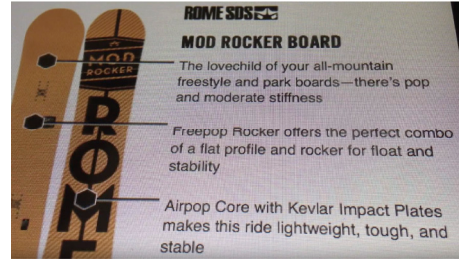 ROME SDS
MOD ROCKER BOARD
The lovechild of your all-mountain
freestyle and park boards—there's pop
and moderate stiffness
Freepop Rocker offers the perfect combo
of a flat profile and rocker for float and
stability
Airpop Core with Kevlar Impact Plates
makes this ride lightweight, tough, and
stable
MOD
ROCKER
ROME